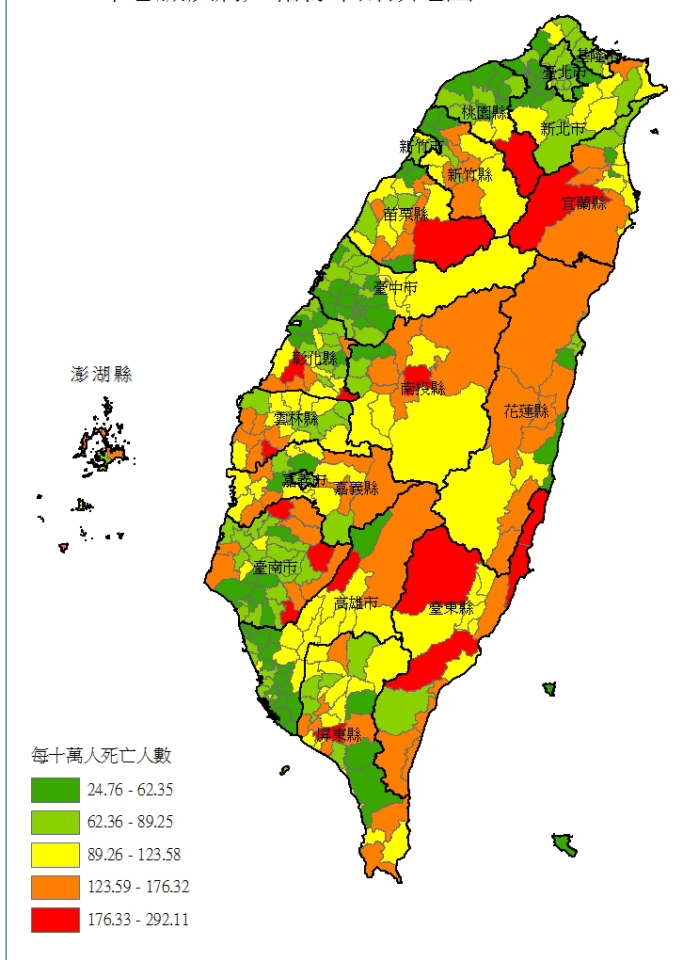 基隆市
臺北市
桃園縣
新北市
新竹市
新竹縣
宜蘭縣
苗栗縣
臺中市
彰化縣
澎湖縣
南投縣
花蓮縣
雲林縣
嘉義市
嘉義縣
臺南市
高雄市
臺東縣
屏東縣
每十萬人死亡人數
24.76 - 62.35
62.36 - 89.25
89.26 - 123.58
123.59 - 176.32
176.33 - 292.11